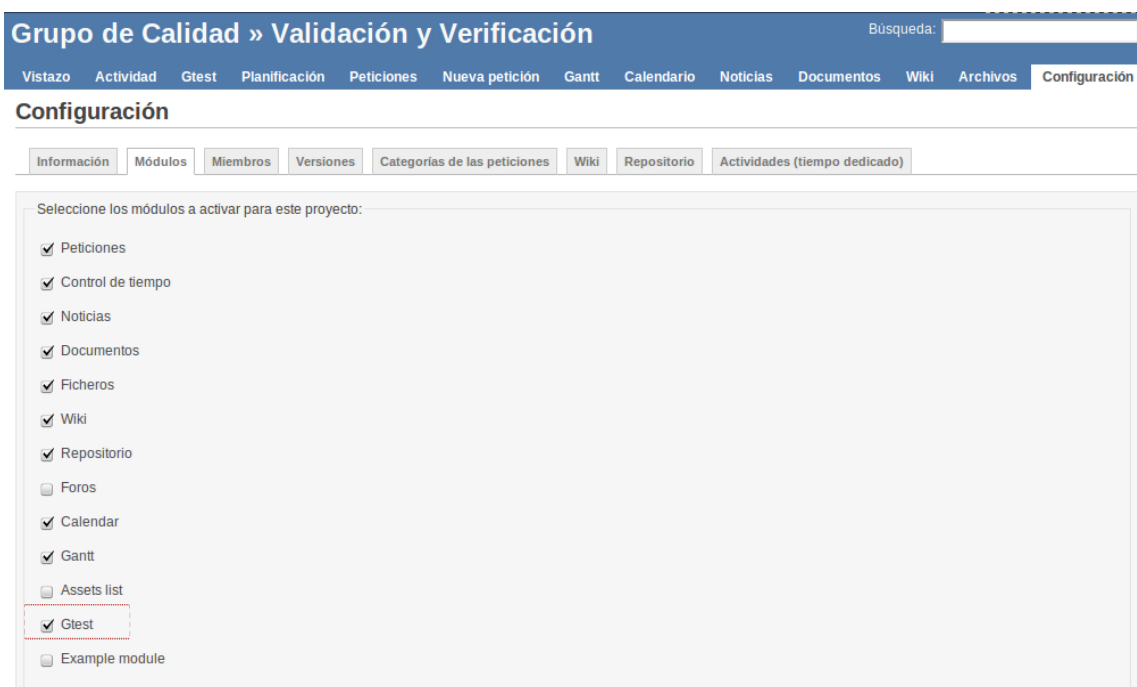 Grupo de Calidad » Validación y Verificación Búsqueda:
Vistazo Actividad Gtest Planificación Peticiones Nueva petición Gantt Calendario Noticias Documentos Wiki Archivos Configuración
Configuración
Información Módulos Miembros Versiones Categorías de las peticiones Wiki Repositorio Actividades (tiempo dedicado)
Seleccione los módulos a activar para este proyecto:
Peticiones
Control de tiempo
Noticias
Documentos
Ficheros
Wiki
Repositorio
Foros
Calendar
Gantt
Assets list
Gtest
Example module